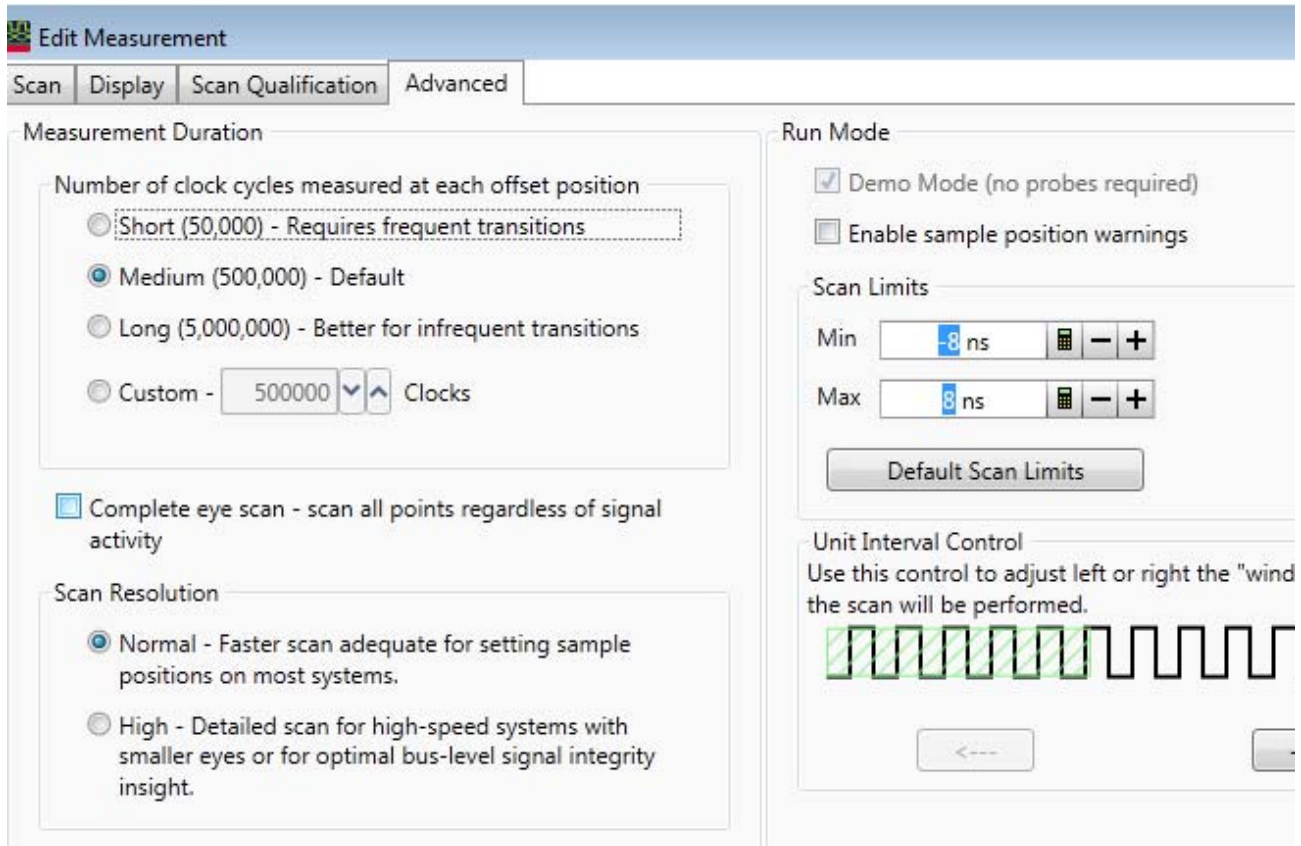 Edit Measurement
Scan
Display
Scan Qualification
Advanced
Measurement Duration
Number of clock cycles measured at each offset position
Short (50,000) - Requires frequent transitions
Medium (500,000) - Default
Long (5,000,000) - Better for infrequent transitions
Custom - 500000 Clocks
Complete eye scan - scan all points regardless of signal
activity
Scan Resolution
Normal - Faster scan adequate for setting sample
positions on most systems.
High - Detailed scan for high-speed systems with
smaller eyes or for optimal bus-level signal integrity
insight.
Run Mode
Demo Mode (no probes required)
Enable sample position warnings
Scan Limits
Min -8 ns − +
Max 8 ns − +
Default Scan Limits
Unit Interval Control
Use this control to adjust left or right the "wind
the scan will be performed.
<---